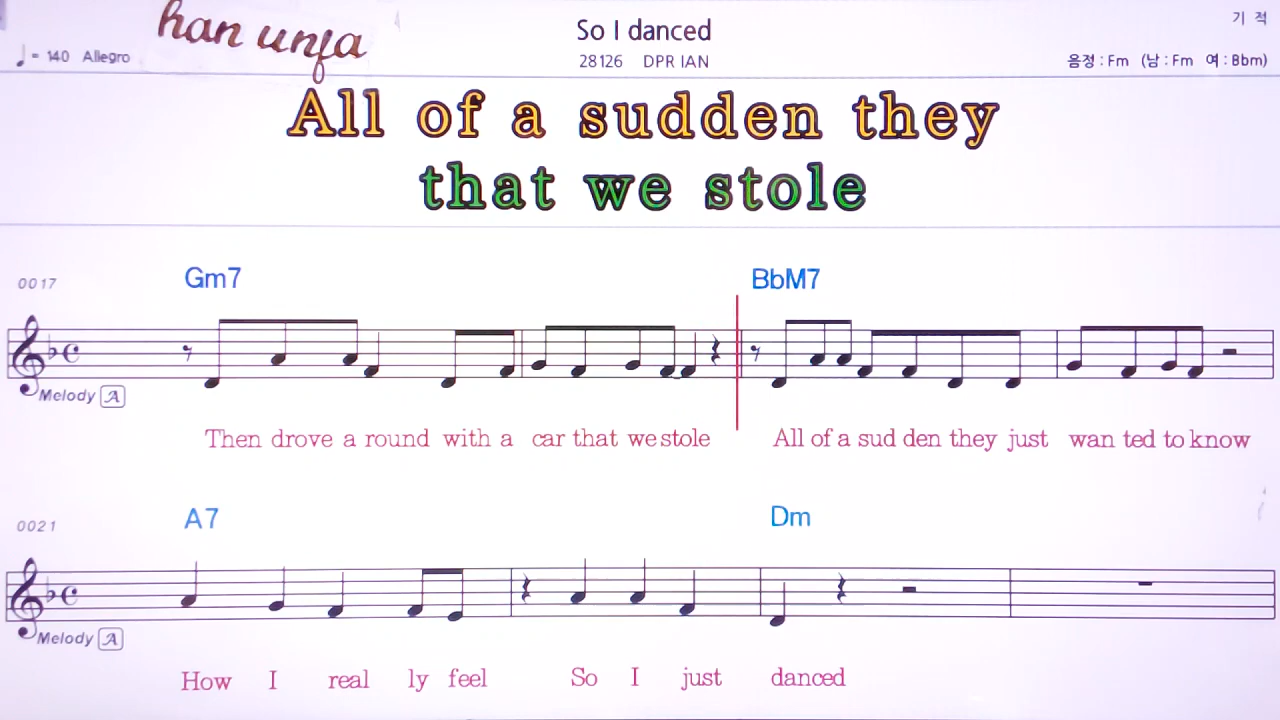 han unja
So I danced
기 적
♩= 140 Allegro
28126 DPR IAN
음정 : Fm (남 : Fm 여 : Bbm)
All of a sudden they
that we stole
0017
Gm7 BbM7
Melody A
Then drove a round with a car that we stole All of a sud den they just wan ted to know
0021
A7 Dm
Melody A
How I real ly feel So I just danced